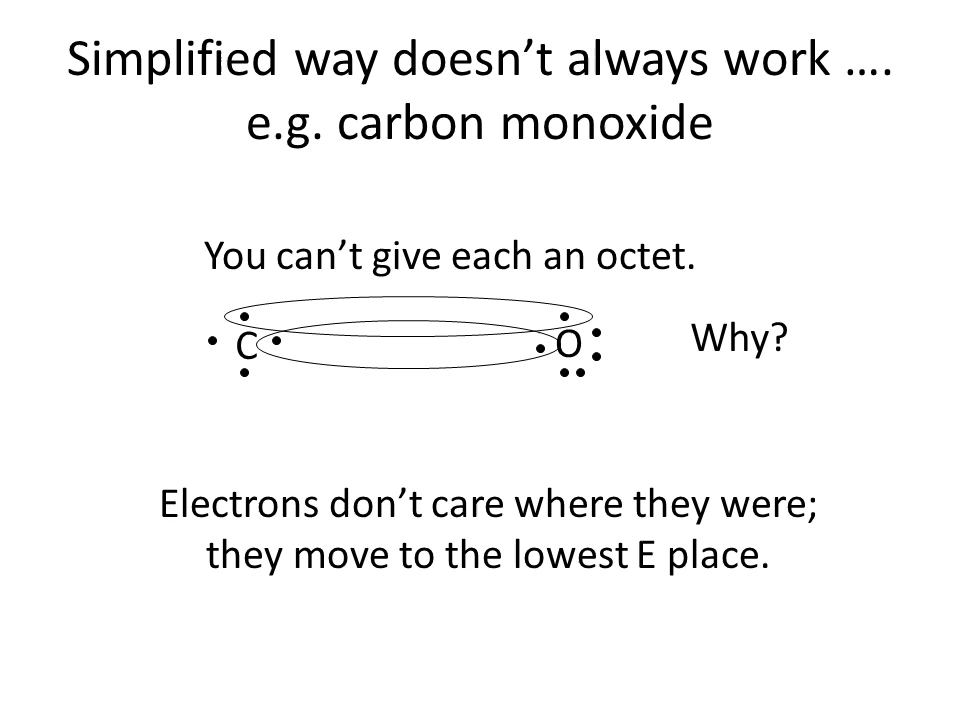 Simplified way doesn’t always work ….
e.g. carbon monoxide
You can’t give each an octet.
C O Why?
Electrons don’t care where they were;
they move to the lowest E place.